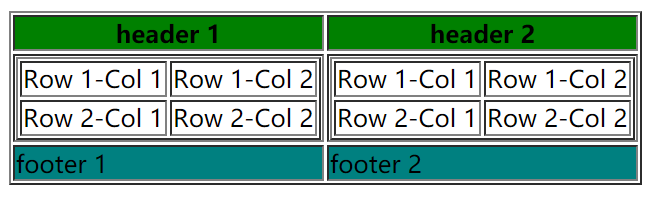 header 1 header 2
Row 1-Col 1 Row 1-Col 2 Row 1-Col 1 Row 1-Col 2
Row 2-Col 1 Row 2-Col 2 Row 2-Col 1 Row 2-Col 2
footer 1 footer 2